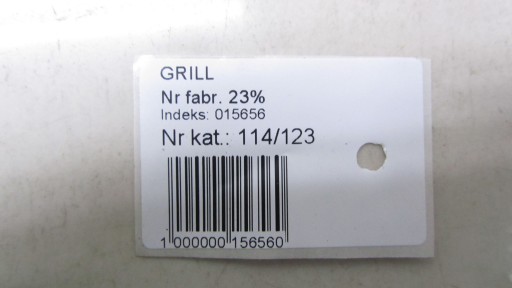 GRILL
Nr fabr. 23%
Indeks: 015656
Nr kat.: 114/123
1 000000 156560